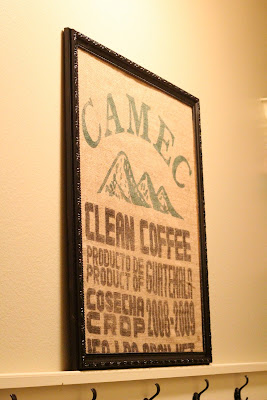 CAMEC
CLEAN COFFEE
PRODUCTO DE
PRODUCT OF GUATEMALA
COSECHA
CROP 2008-2009